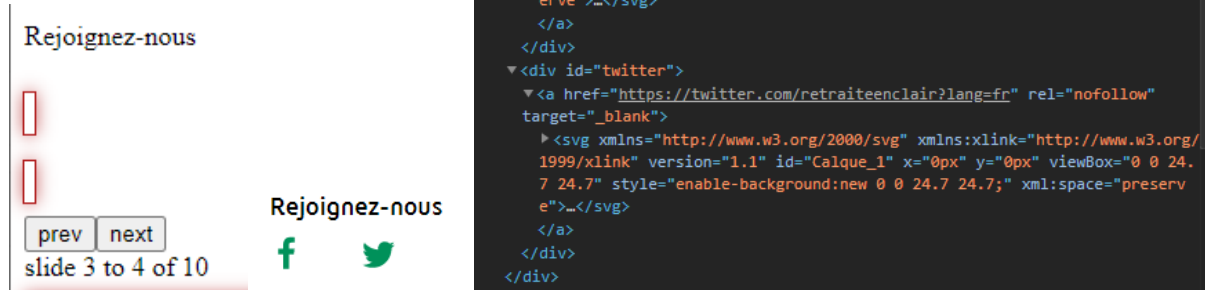 Rejoignez-nous
prev next
slide 3 to 4 of 10
Rejoignez-nous
erve">…</svg>
</a>
</div>
▼<div id="twitter">
▼<a href="https://twitter.com/retraiteenclair?lang=fr" rel="nofollow"
target="_blank">
▶<svg xmlns="http://www.w3.org/2000/svg" xmlns:xlink="http://www.w3.org/
1999/xlink" version="1.1" id="Calque_1" x="0px" y="0px" viewBox="0 0 24.
7 24.7" style="enable-background:new 0 0 24.7 24.7;" xml:space="preserv
e">…</svg>
</a>
</div>
</div>